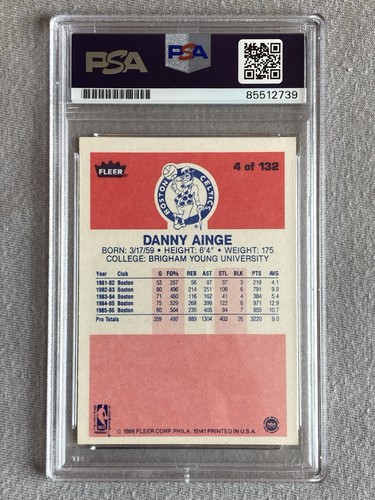 PSA
PSA
85512739
FLEER
4 of 132
BOSTON CELTICS
DANNY AINGE
BORN: 3/17/59 • HEIGHT: 6'4" • WEIGHT: 175
COLLEGE: BRIGHAM YOUNG UNIVERSITY
Year Club G FG% REB AST STL BLK PTS AVG
1981-82 Boston 53 .357 56 87 37 3 219 4.1
1982-83 Boston 80 .496 214 251 109 6 791 9.9
1983-84 Boston 71 .460 116 162 41 4 384 5.4
1984-85 Boston 75 .529 268 399 122 6 971 12.9
1985-86 Boston 80 .504 235 405 94 7 855 10.7
Pro Totals 359 .492 889 1304 403 26 3220 9.0
NBA
© 1986 FLEER CORP. PHILA. 19141 PRINTED IN U.S.A.